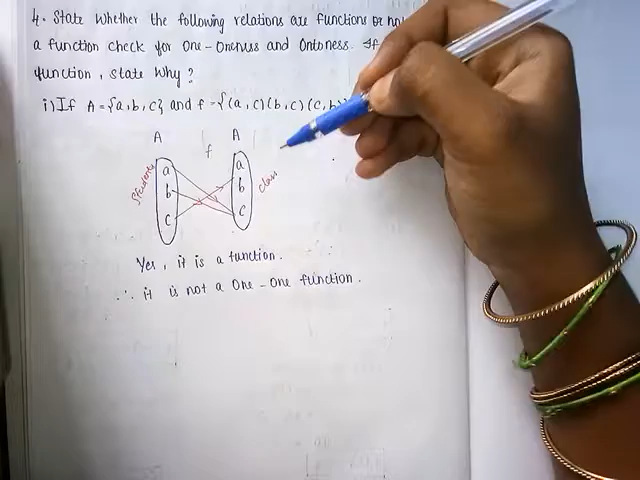 4. State whether the following relations are functions or
a function check for One-Oneness and Ontoness. If
function, state why?
i) If A = {a, b, c} and f = {(a, c) (b, c) (c, b)
A A
f
a a
b b
c c
Students
class
Yes, it is a function.
∴ it is not a One-One function.